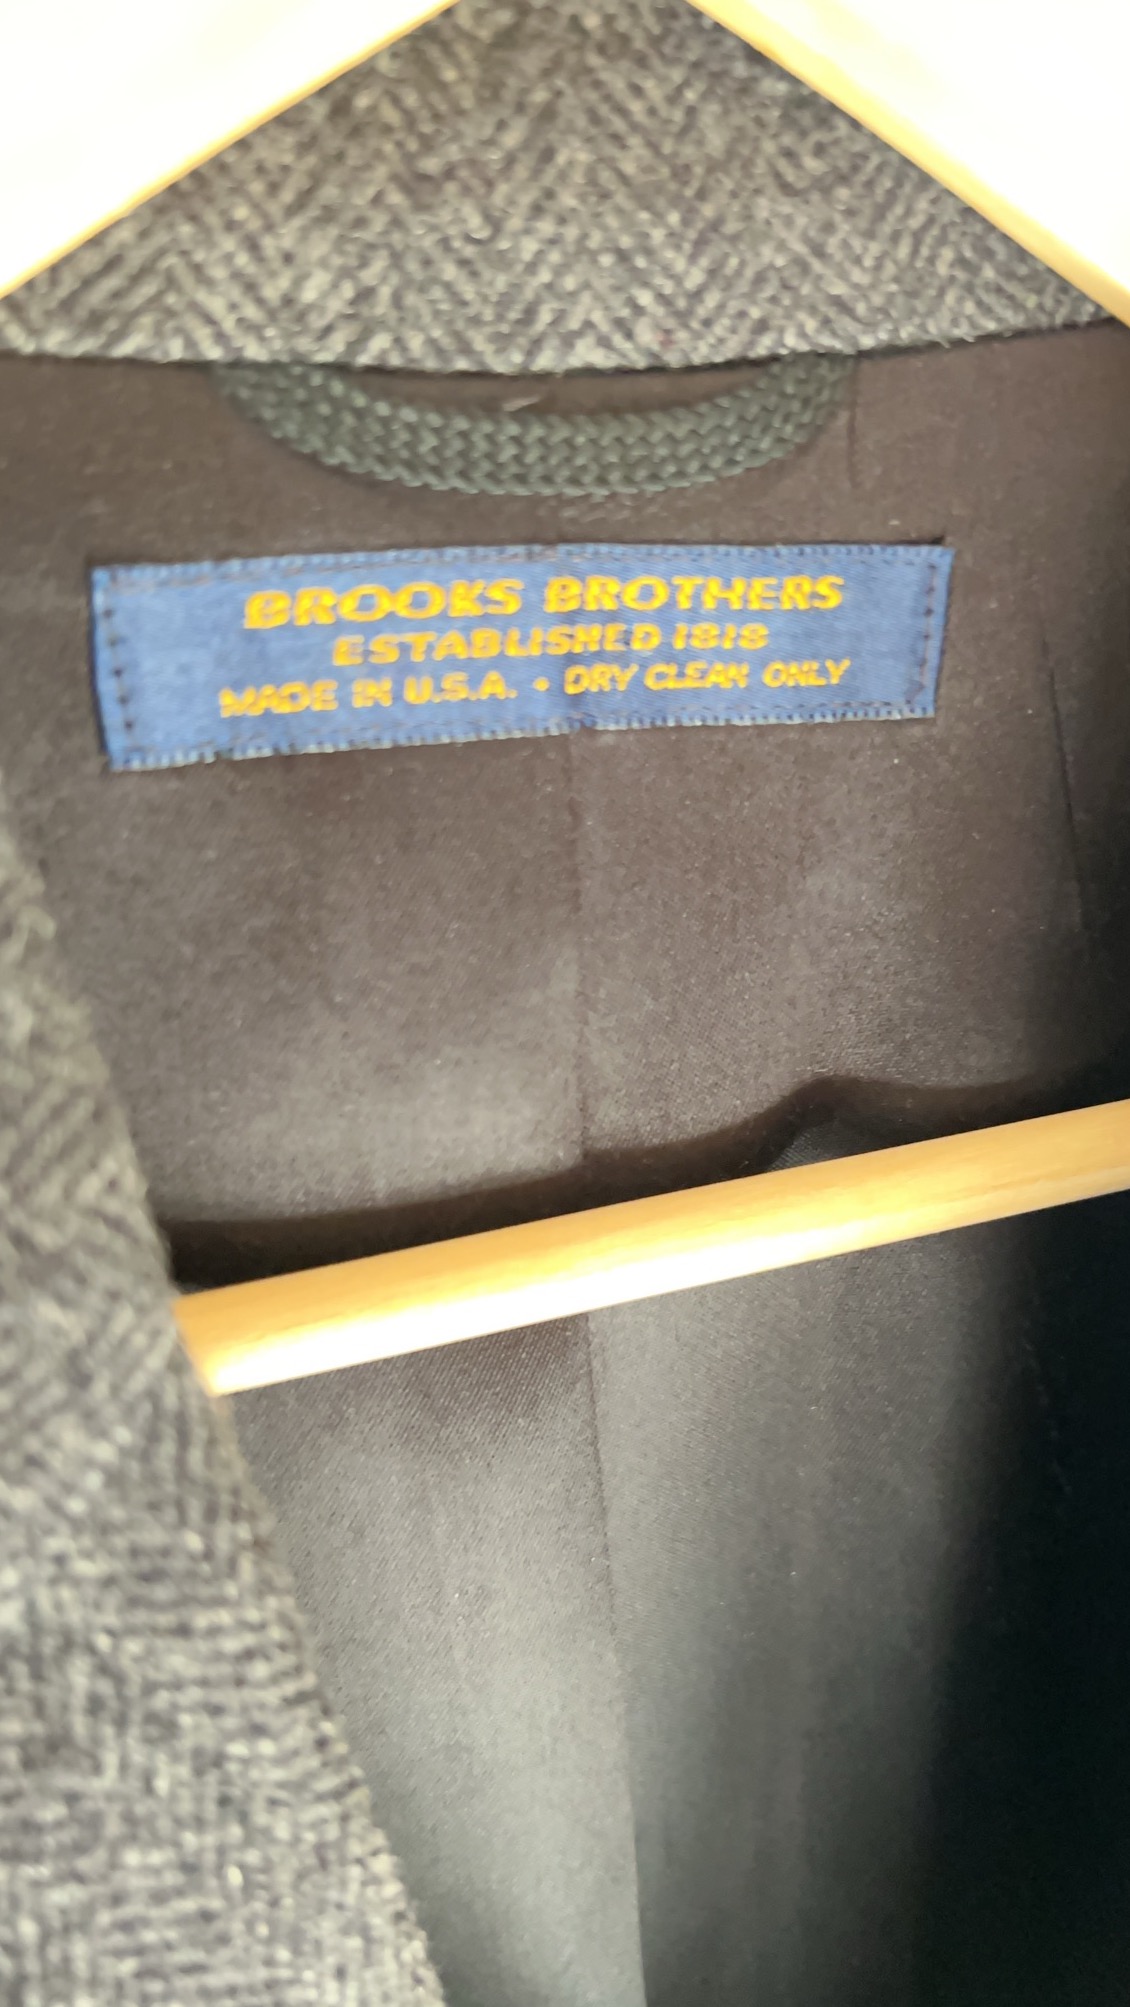 BROOKS BROTHERS
ESTABLISHED 1818
MADE IN U.S.A. • DRY CLEAN ONLY